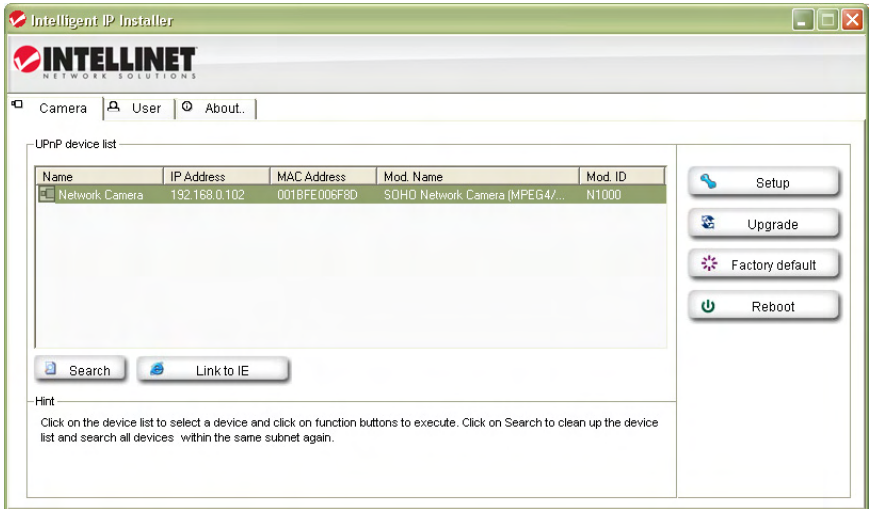 Intelligent IP Installer
INTELLINET
NETWORK SOLUTIONS
Camera User About..
UPnP device list
Name IP Address MAC Address Mod. Name Mod. ID
Network Camera 192.168.0.102 001BFE006F8D SOHO Network Camera (MPEG4/... N1000
Setup
Upgrade
Factory default
Reboot
Search Link to IE
Hint
Click on the device list to select a device and click on function buttons to execute. Click on Search to clean up the device
list and search all devices within the same subnet again.